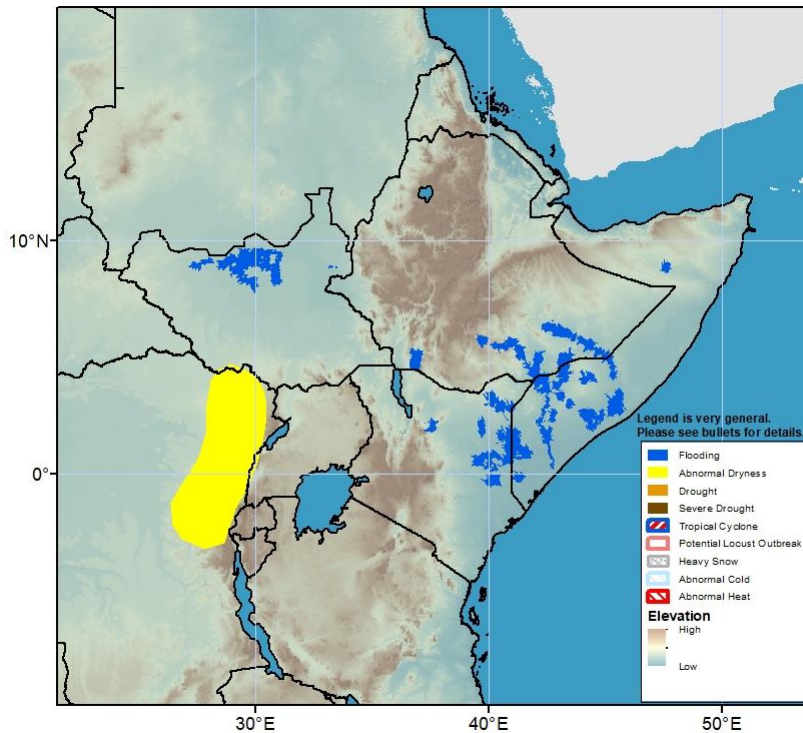 10°N
0°
Legend is very general.
Please see bullets for details.
Flooding
Abnormal Dryness
Drought
Severe Drought
Tropical Cyclone
Potential Locust Outbreak
Heavy Snow
Abnormal Cold
Abnormal Heat
Elevation
High
Low
30°E
40°E
50°E